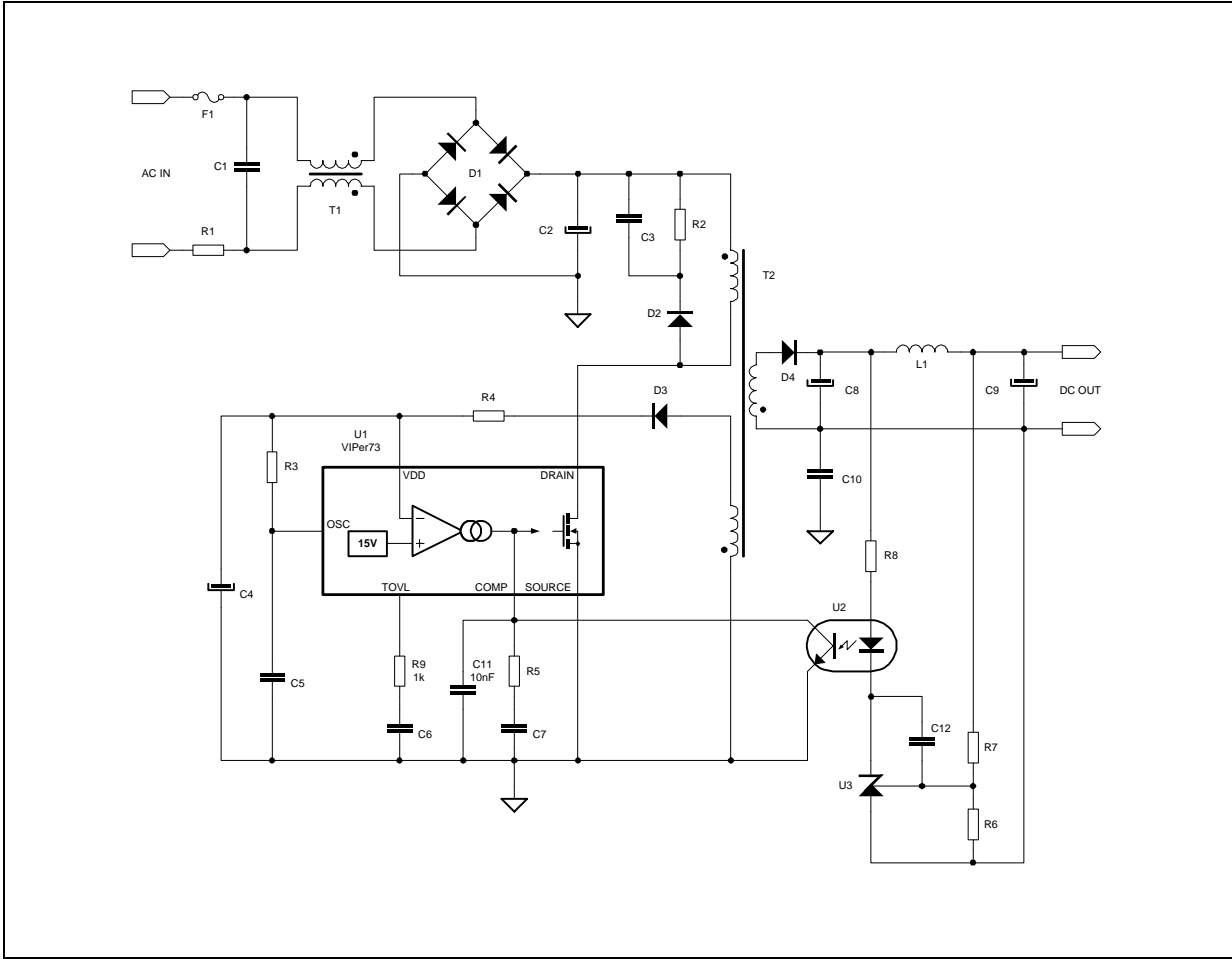 F1
C1
AC IN
T1
D1
R1
C2
C3
R2
T2
D2
D4
C8
L1
C9
DC OUT
R4
D3
U1
VIPer73
R3
VDD
DRAIN
C10
OSC
15V
R8
TOVL
COMP
SOURCE
C4
U2
R9
1k
C11
10nF
R5
C5
C6
C7
C12
R7
U3
R6